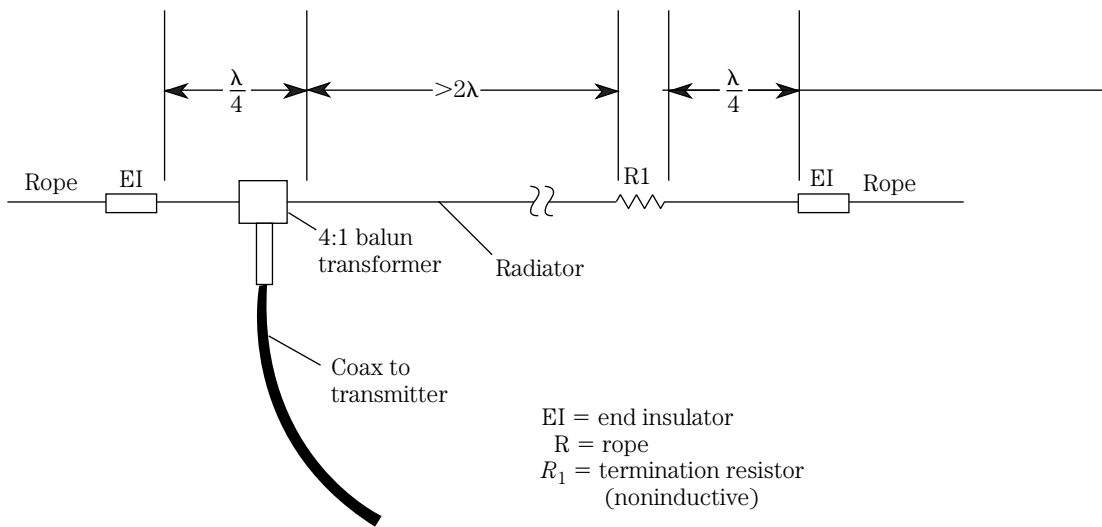 λ/4
>2λ
λ/4
Rope
EI
R1
EI
Rope
4:1 balun
transformer
Radiator
Coax to
transmitter
EI = end insulator
R = rope
R₁ = termination resistor
(noninductive)